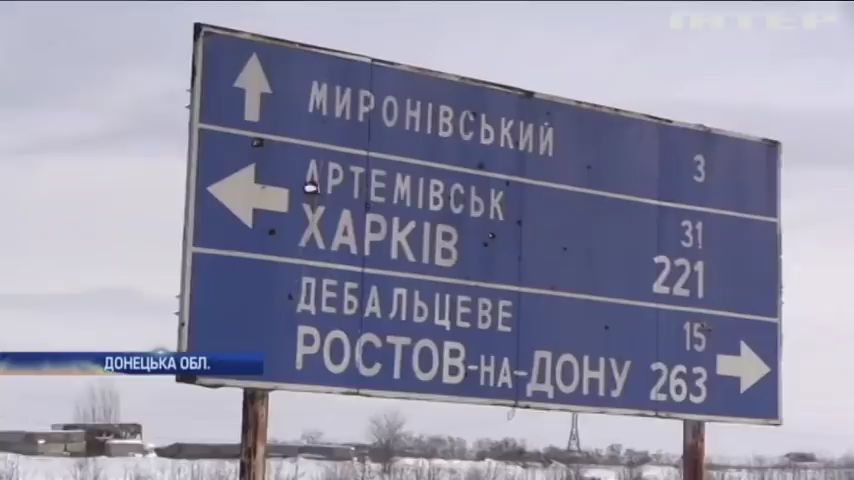 ІНТЕР
МИРОНІВСЬКИЙ 3
АРТЕМІВСЬК 31
ХАРКІВ 221
ДЕБАЛЬЦЕВЕ 15
РОСТОВ-НА-ДОНУ 263
ДОНЕЦЬКА ОБЛ.